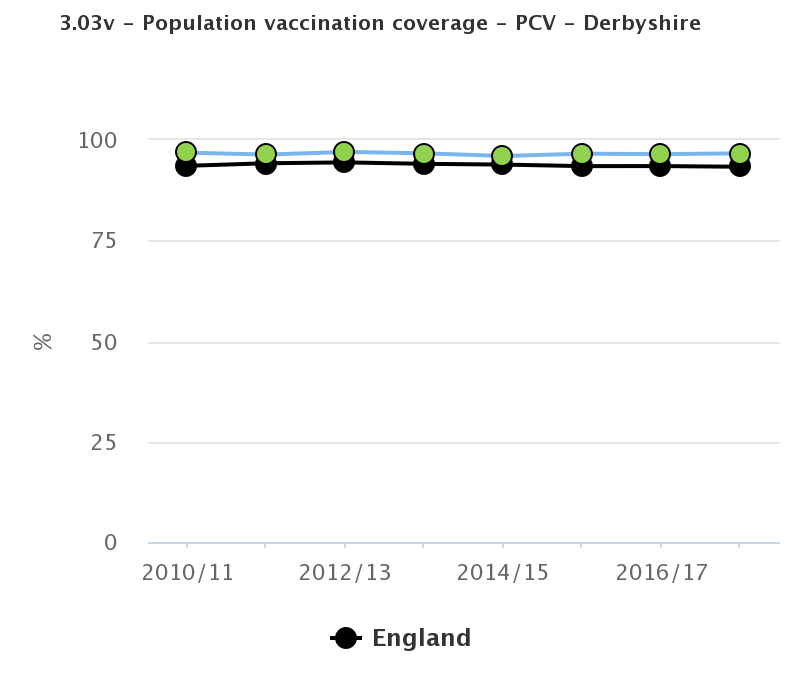 3.03v – Population vaccination coverage – PCV – Derbyshire
100
75
50
25
0
%
2010/11 2012/13 2014/15 2016/17
England